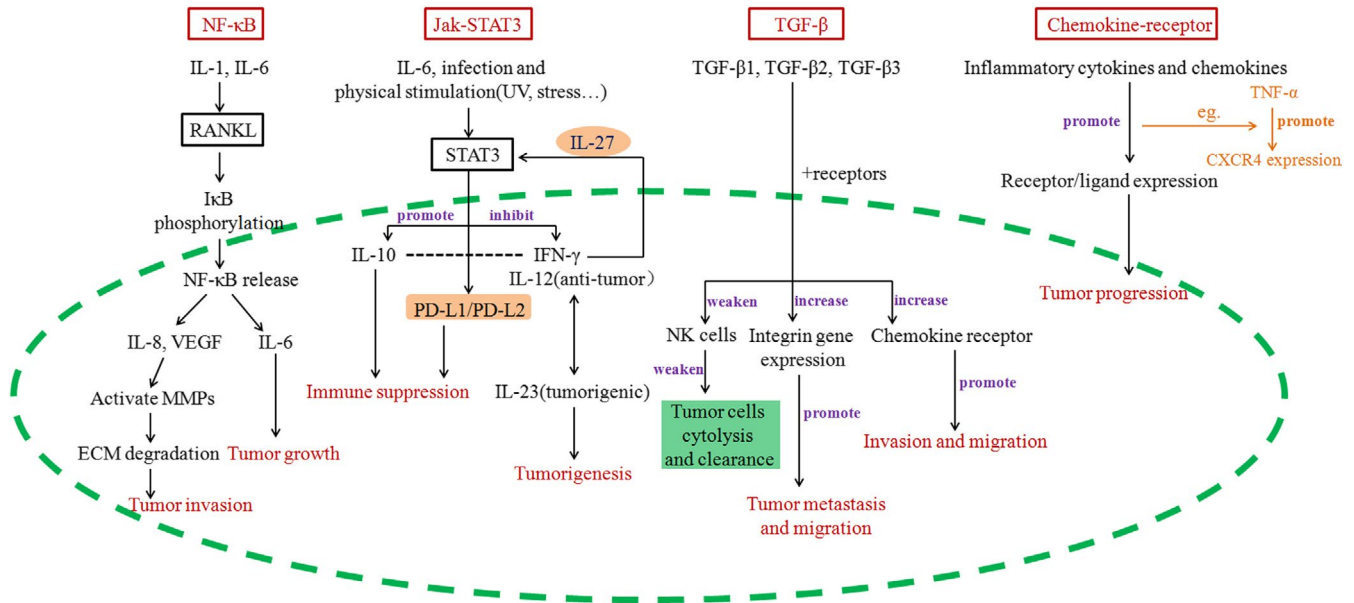 NF-κB
IL-1, IL-6
RANKL
IκB
phosphorylation
NF-κB release
IL-8, VEGF
IL-6
Activate MMPs
ECM degradation
Tumor growth
Tumor invasion
Jak-STAT3
IL-6, infection and
physical stimulation(UV, stress…)
STAT3
IL-27
promote
inhibit
IL-10
IFN-γ
IL-12(anti-tumor）
PD-L1/PD-L2
Immune suppression
IL-23(tumorigenic)
Tumorigenesis
TGF-β
TGF-β1, TGF-β2, TGF-β3
+receptors
weaken
increase
increase
NK cells
Integrin gene
expression
Chemokine receptor
weaken
promote
promote
Tumor cells
cytolysis
and clearance
Invasion and migration
Tumor metastasis
and migration
Chemokine-receptor
Inflammatory cytokines and chemokines
promote
eg.
TNF-α
promote
CXCR4 expression
Receptor/ligand expression
Tumor progression